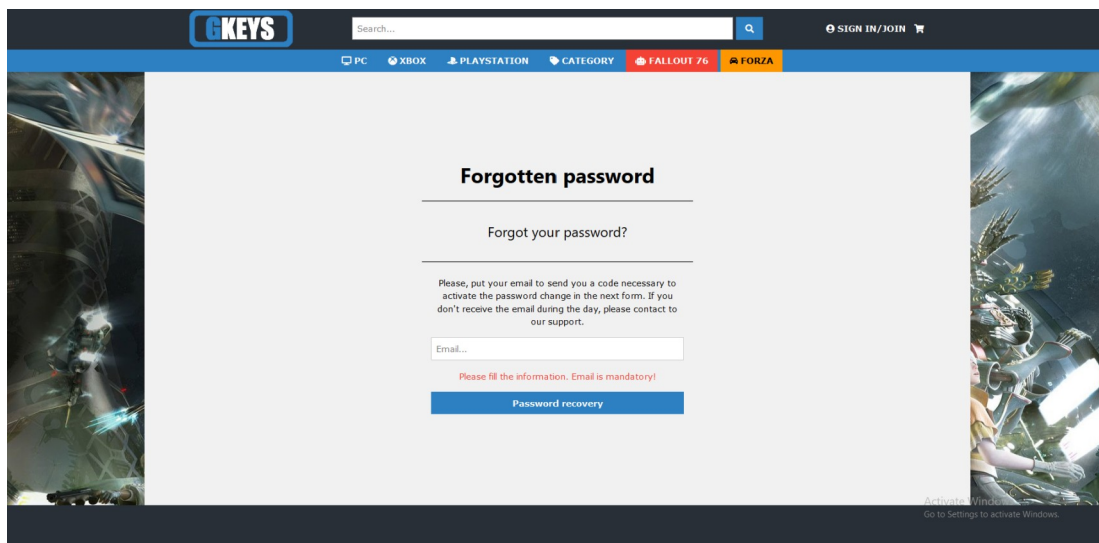 GKEYS
Search...
SIGN IN/JOIN
PC XBOX PLAYSTATION CATEGORY FALLOUT 76 FORZA
Forgotten password
Forgot your password?
Please, put your email to send you a code necessary to
activate the password change in the next form. If you
don't receive the email during the day, please contact to
our support.
Email...
Please fill the information. Email is mandatory!
Password recovery
Activate Windows
Go to Settings to activate Windows.